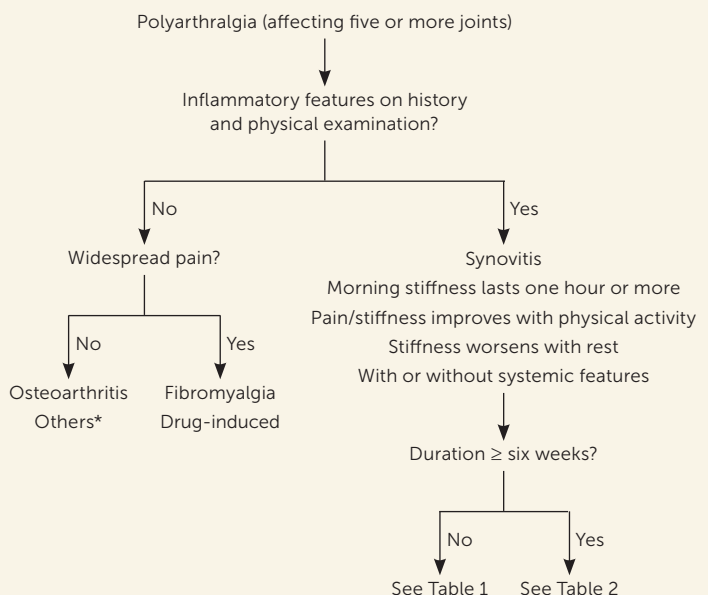 Polyarthralgia (affecting five or more joints)
Inflammatory features on history
and physical examination?
No
Yes
Widespread pain?
No
Yes
Osteoarthritis
Others*
Fibromyalgia
Drug-induced
Synovitis
Morning stiffness lasts one hour or more
Pain/stiffness improves with physical activity
Stiffness worsens with rest
With or without systemic features
Duration ≥ six weeks?
No
Yes
See Table 1
See Table 2